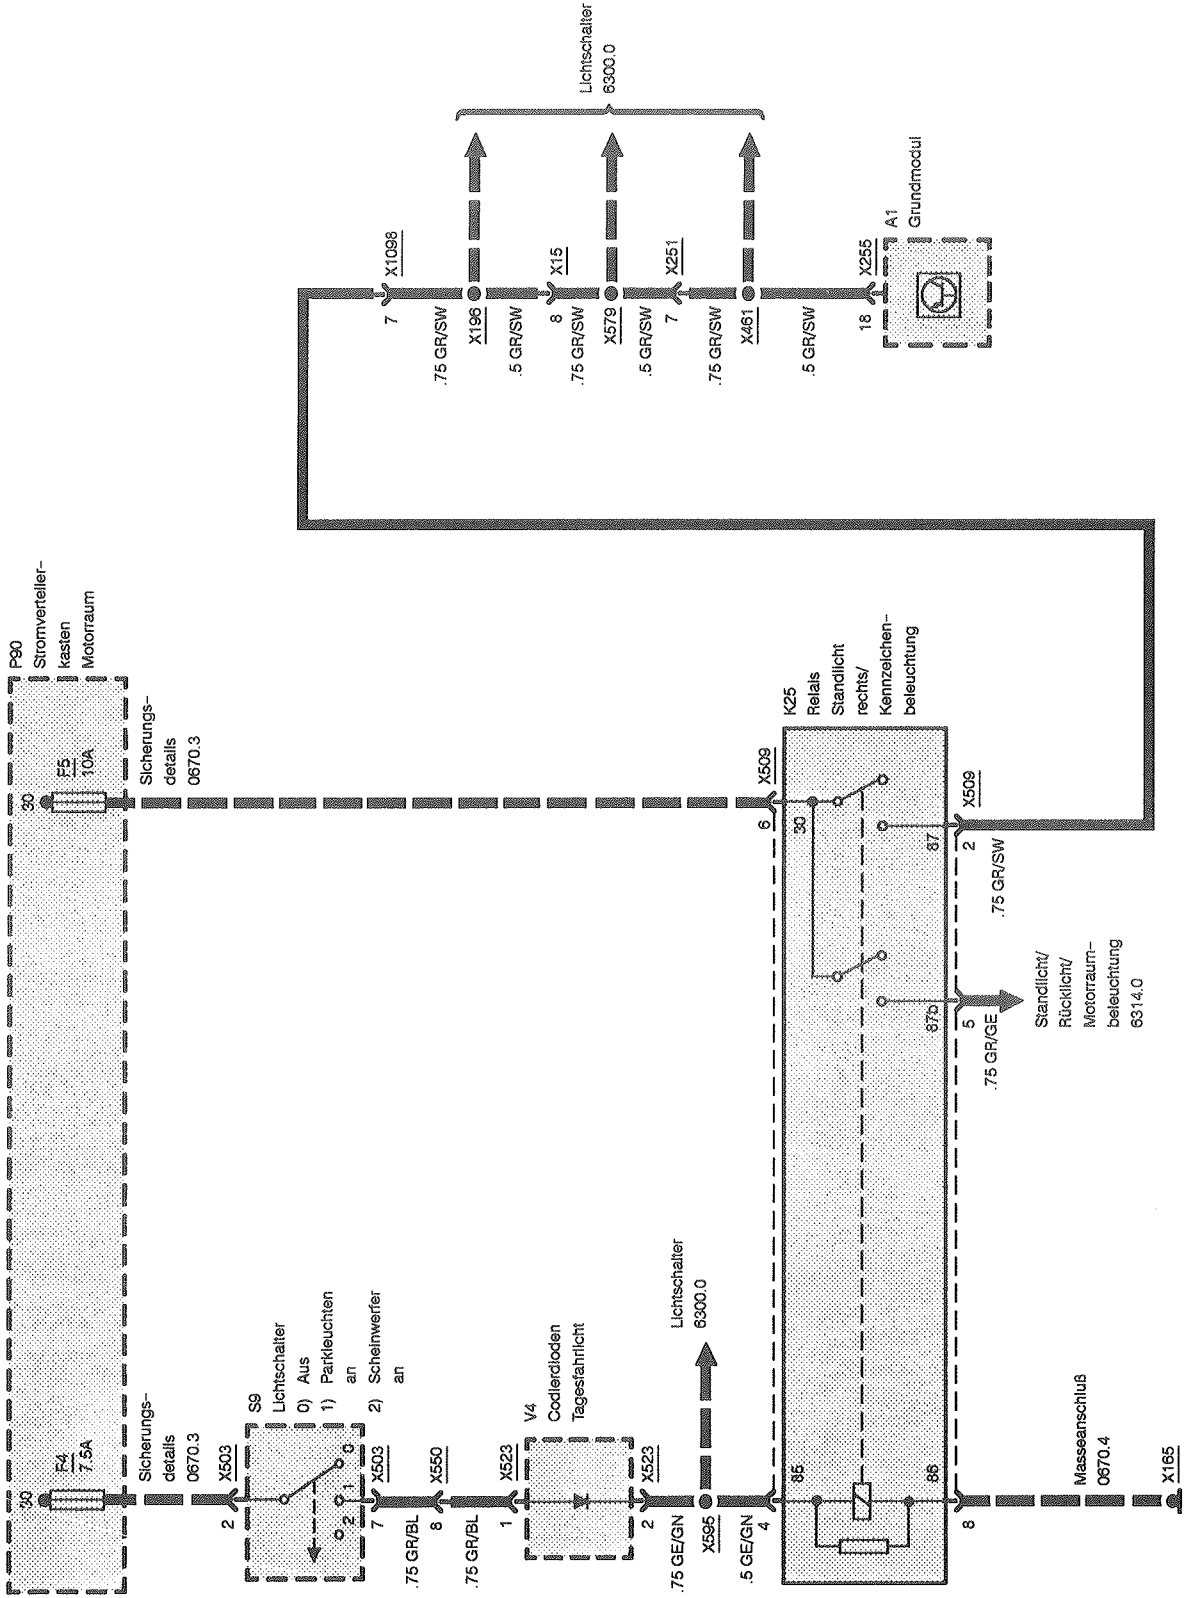 P90
Stromverteiler-
kasten
Motorraum
30
F4
7.5A
30
F5
10A
Sicherungs-
details
0670.3
Sicherungs-
details
0670.3
2
X503
S9
Lichtschalter
0) Aus
1) Parkleuchten
an
2) Scheinwerfer
an
2
1
0
7
X503
.75 GR/BL
8
X550
.75 GR/BL
1
X523
V4
Codierdioden
Tagesfahrlicht
2
X523
.75 GE/GN
X595
Lichtschalter
6300.0
.5 GE/GN
4
6
X509
K25
Relais
Standlicht
rechts/
Kennzeichen-
beleuchtung
85
30
86
87b
87
8
5
2
X509
.75 GR/GE
.75 GR/SW
Standlicht/
Rücklicht/
Motorraum-
beleuchtung
6314.0
Masseanschluß
0670.4
X165
7
X1098
.75 GR/SW
X196
.5 GR/SW
8
X15
.75 GR/SW
X579
.5 GR/SW
7
X251
.75 GR/SW
X461
.5 GR/SW
18
X255
Lichtschalter
6300.0
A1
Grundmodul